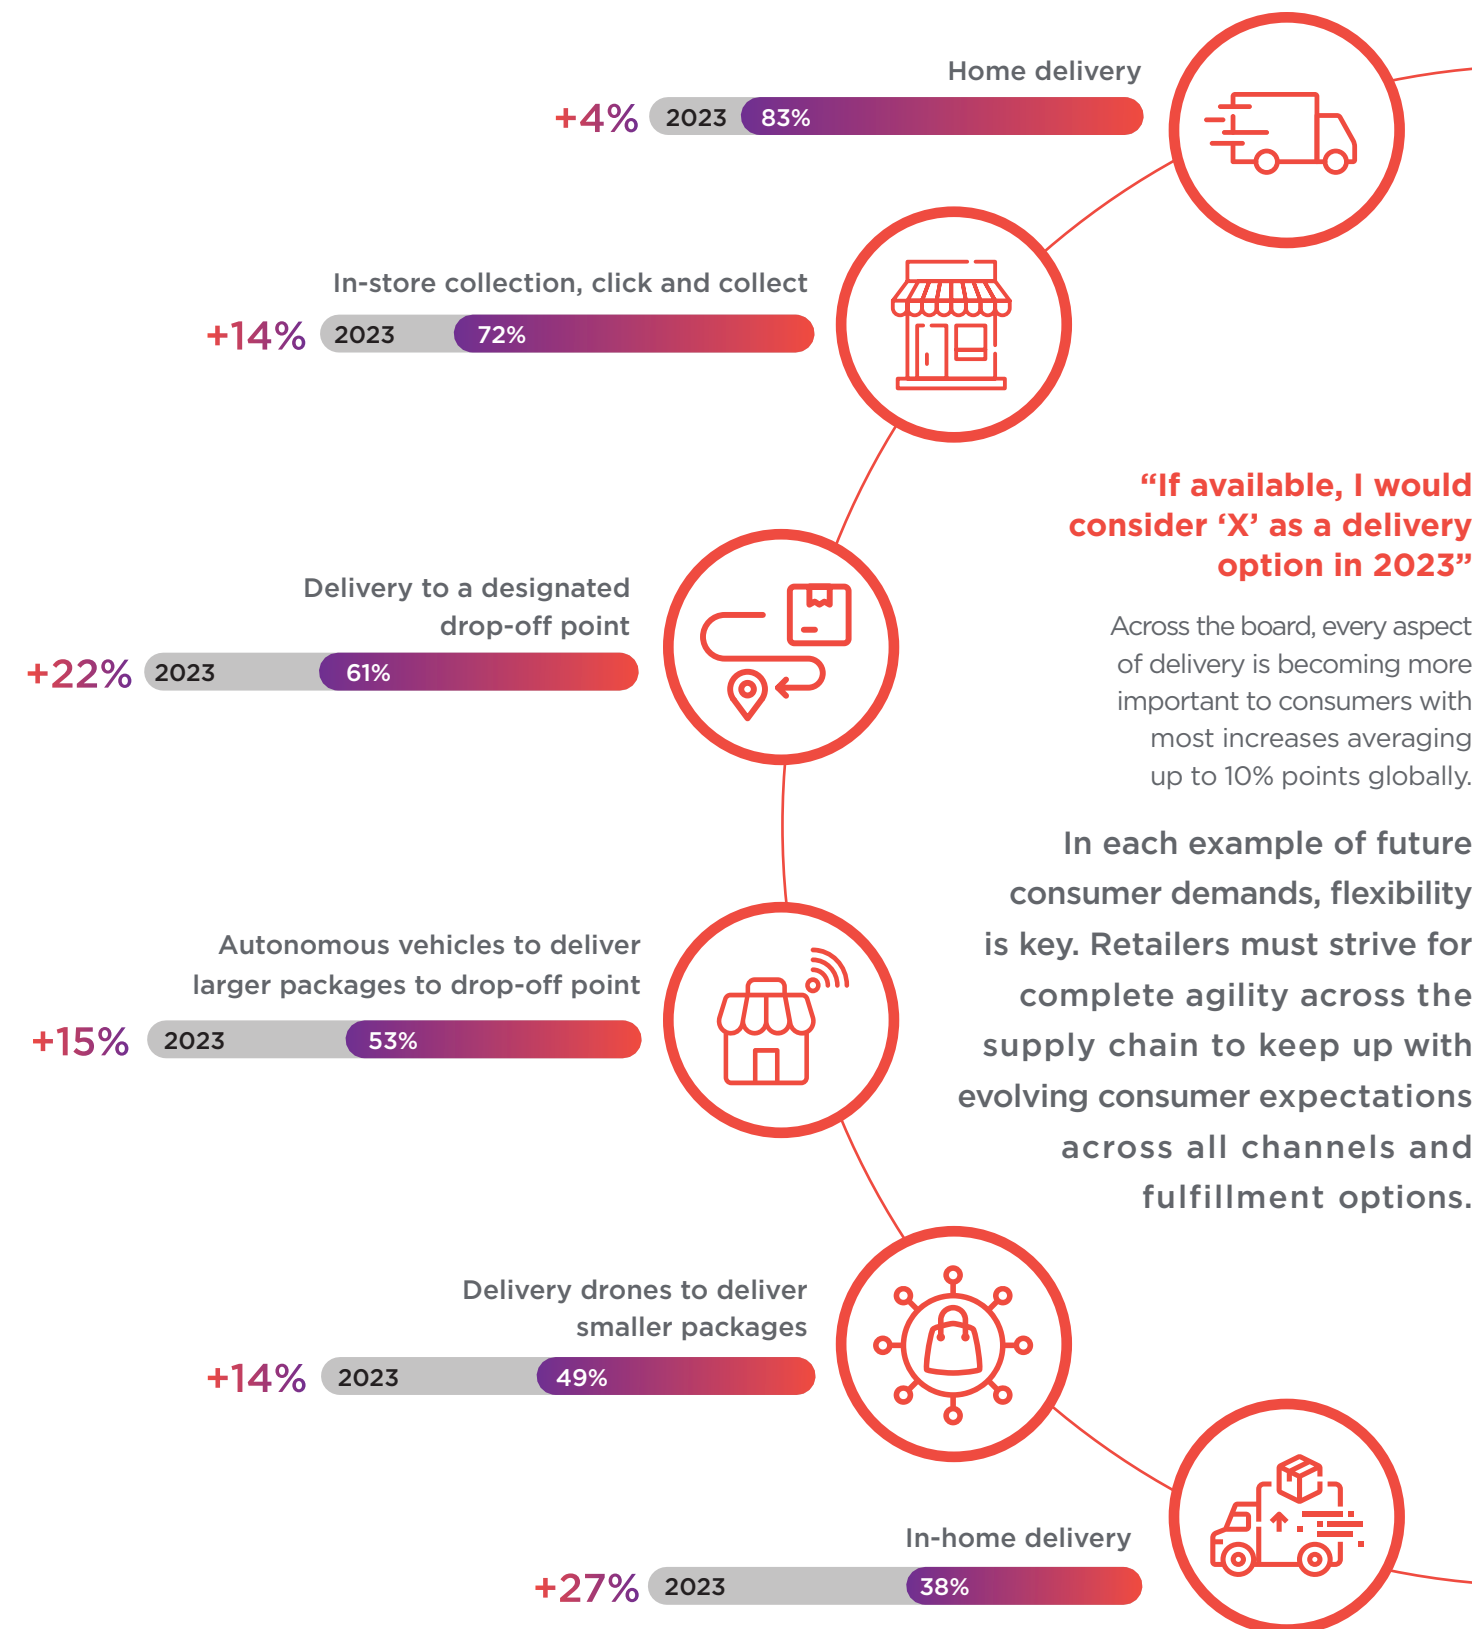 Home delivery
+4% 2023 83%
In-store collection, click and collect
+14% 2023 72%
Delivery to a designated
drop-off point
+22% 2023 61%
Autonomous vehicles to deliver
larger packages to drop-off point
+15% 2023 53%
Delivery drones to deliver
smaller packages
+14% 2023 49%
In-home delivery
+27% 2023 38%
“If available, I would
consider ‘X’ as a delivery
option in 2023”
Across the board, every aspect
of delivery is becoming more
important to consumers with
most increases averaging
up to 10% points globally.
In each example of future
consumer demands, flexibility
is key. Retailers must strive for
complete agility across the
supply chain to keep up with
evolving consumer expectations
across all channels and
fulfillment options.